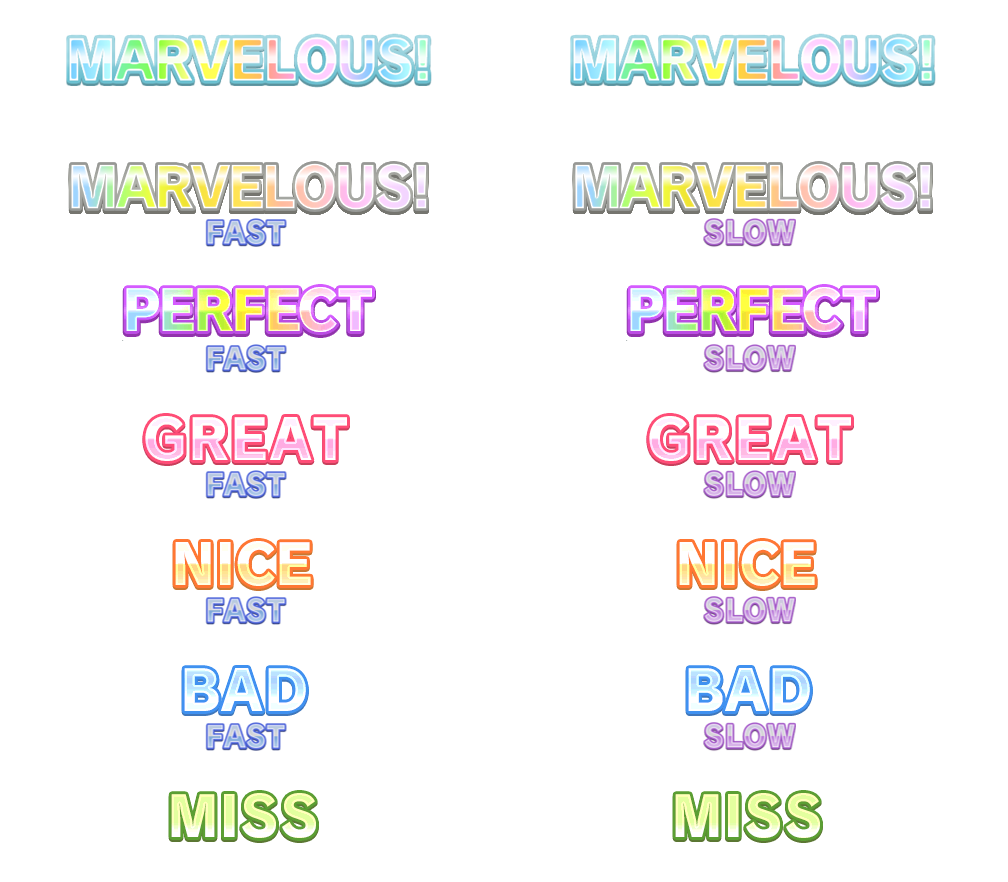 MARVELOUS! MARVELOUS!
MARVELOUS! MARVELOUS!
FAST SLOW
PERFECT PERFECT
FAST SLOW
GREAT GREAT
FAST SLOW
NICE NICE
FAST SLOW
BAD BAD
FAST SLOW
MISS MISS